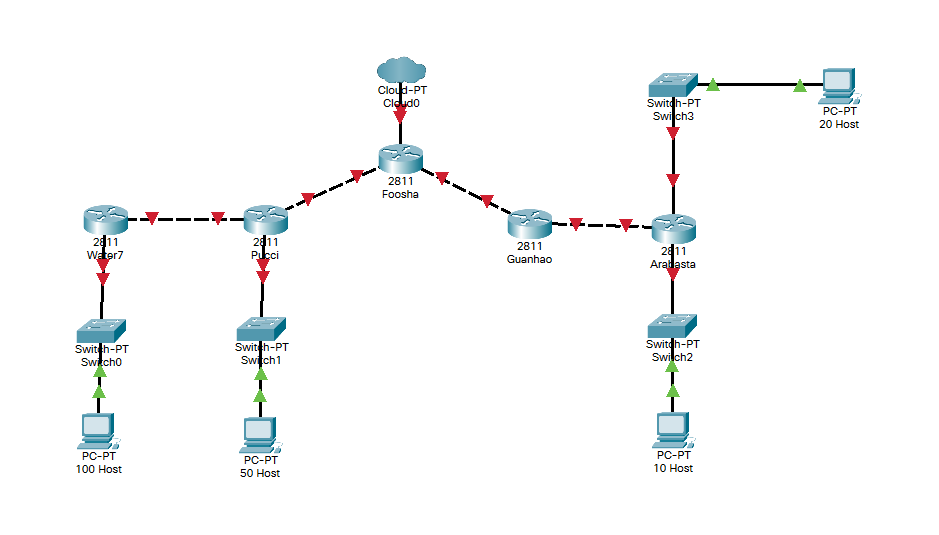 Cloud-PT
Cloud0
2811
Foosha
Switch-PT
Switch3
PC-PT
20 Host
2811
Water7
2811
Pucci
2811
Guanhao
2811
Arabasta
Switch-PT
Switch0
Switch-PT
Switch1
Switch-PT
Switch2
PC-PT
100 Host
PC-PT
50 Host
PC-PT
10 Host